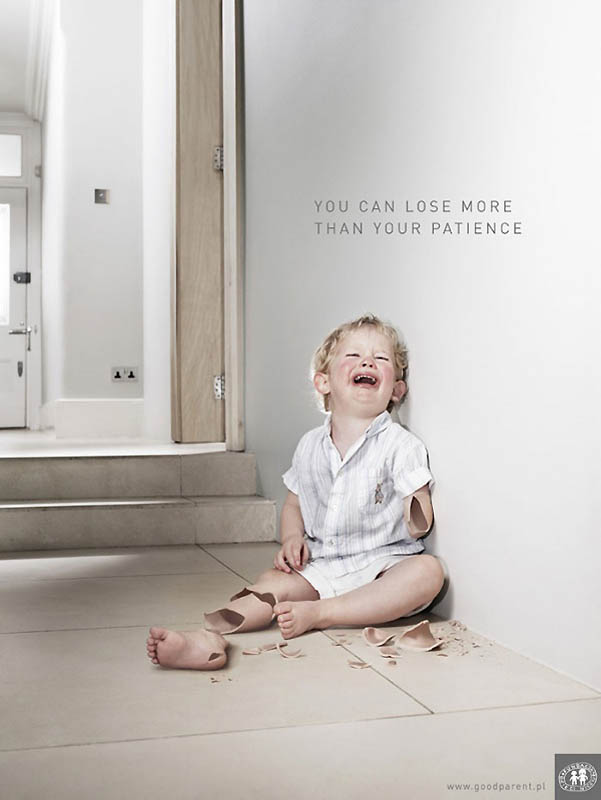 YOU CAN LOSE MORE
THAN YOUR PATIENCE
www.goodparent.pl